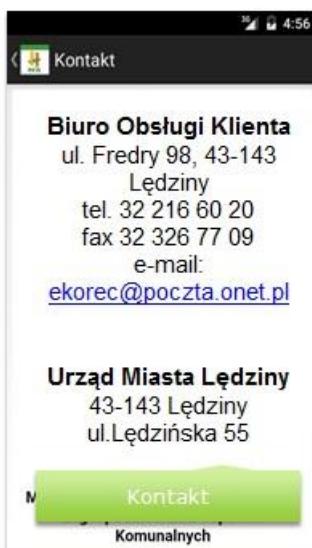 3G 4:56
Kontakt
Biuro Obsługi Klienta
ul. Fredry 98, 43-143
Lędziny
tel. 32 216 60 20
fax 32 326 77 09
e-mail:
ekorec@poczta.onet.pl
Urząd Miasta Lędziny
43-143 Lędziny
ul.Lędzińska 55
Kontakt
Komunalnych